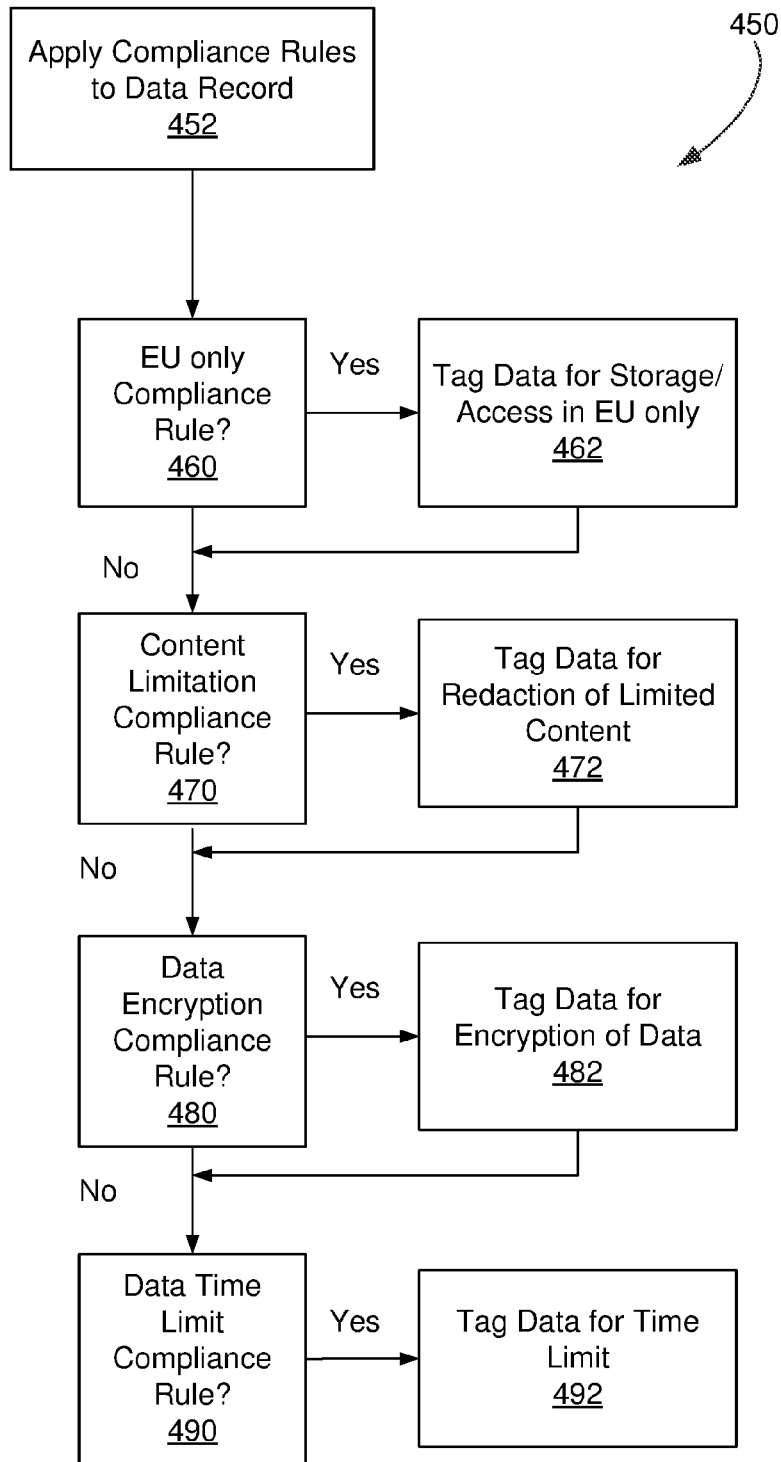 450
Apply Compliance Rules
to Data Record
452
EU only
Compliance
Rule?
460
Yes
Tag Data for Storage/
Access in EU only
462
No
Content
Limitation
Compliance
Rule?
470
Yes
Tag Data for
Redaction of Limited
Content
472
No
Data
Encryption
Compliance
Rule?
480
Yes
Tag Data for
Encryption of Data
482
No
Data Time
Limit
Compliance
Rule?
490
Yes
Tag Data for Time
Limit
492